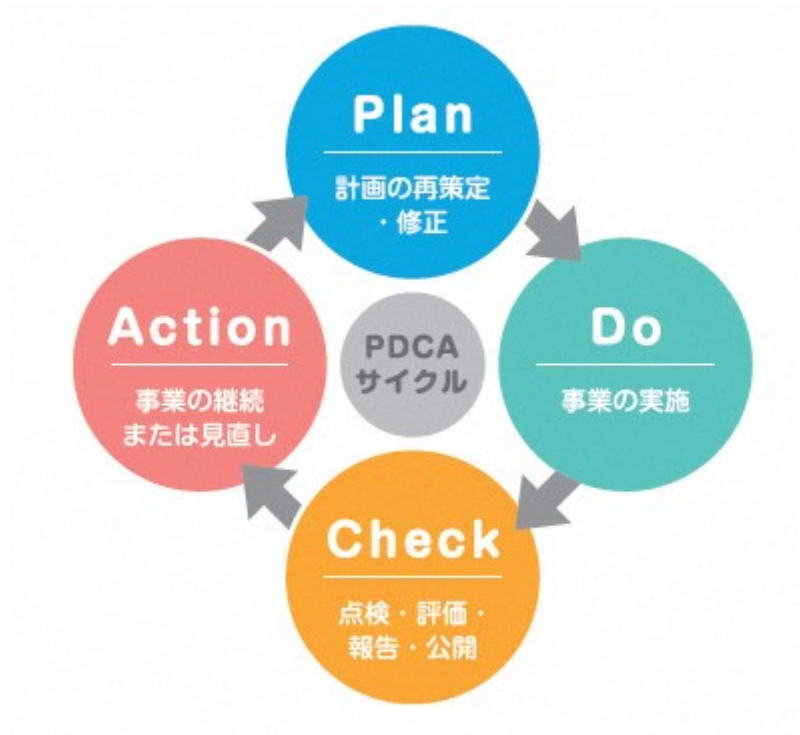 Plan
計画の再策定
・修正
Do
事業の実施
Check
点検・評価・
報告・公開
Action
事業の継続
または見直し
PDCA
サイクル